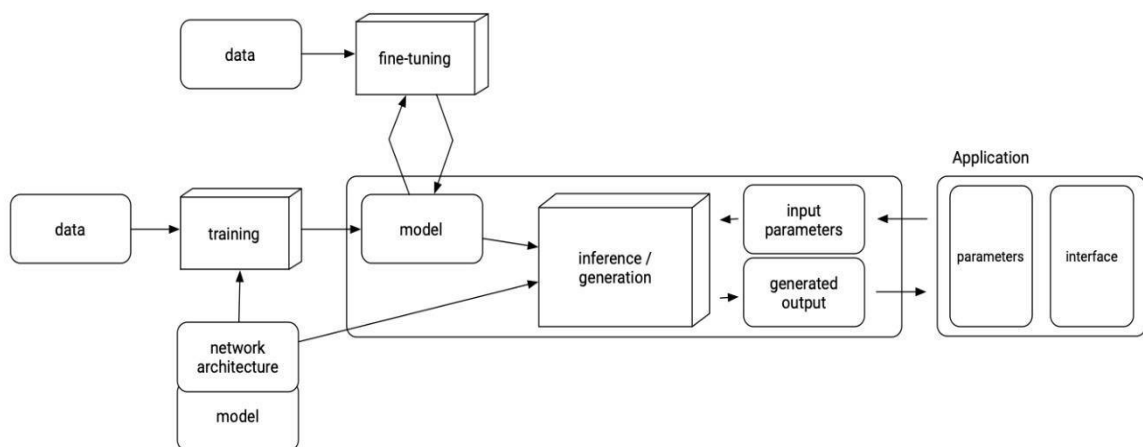 data
fine-tuning
Application
data
training
model
inference /
generation
input
parameters
generated
output
parameters
interface
network
architecture
model